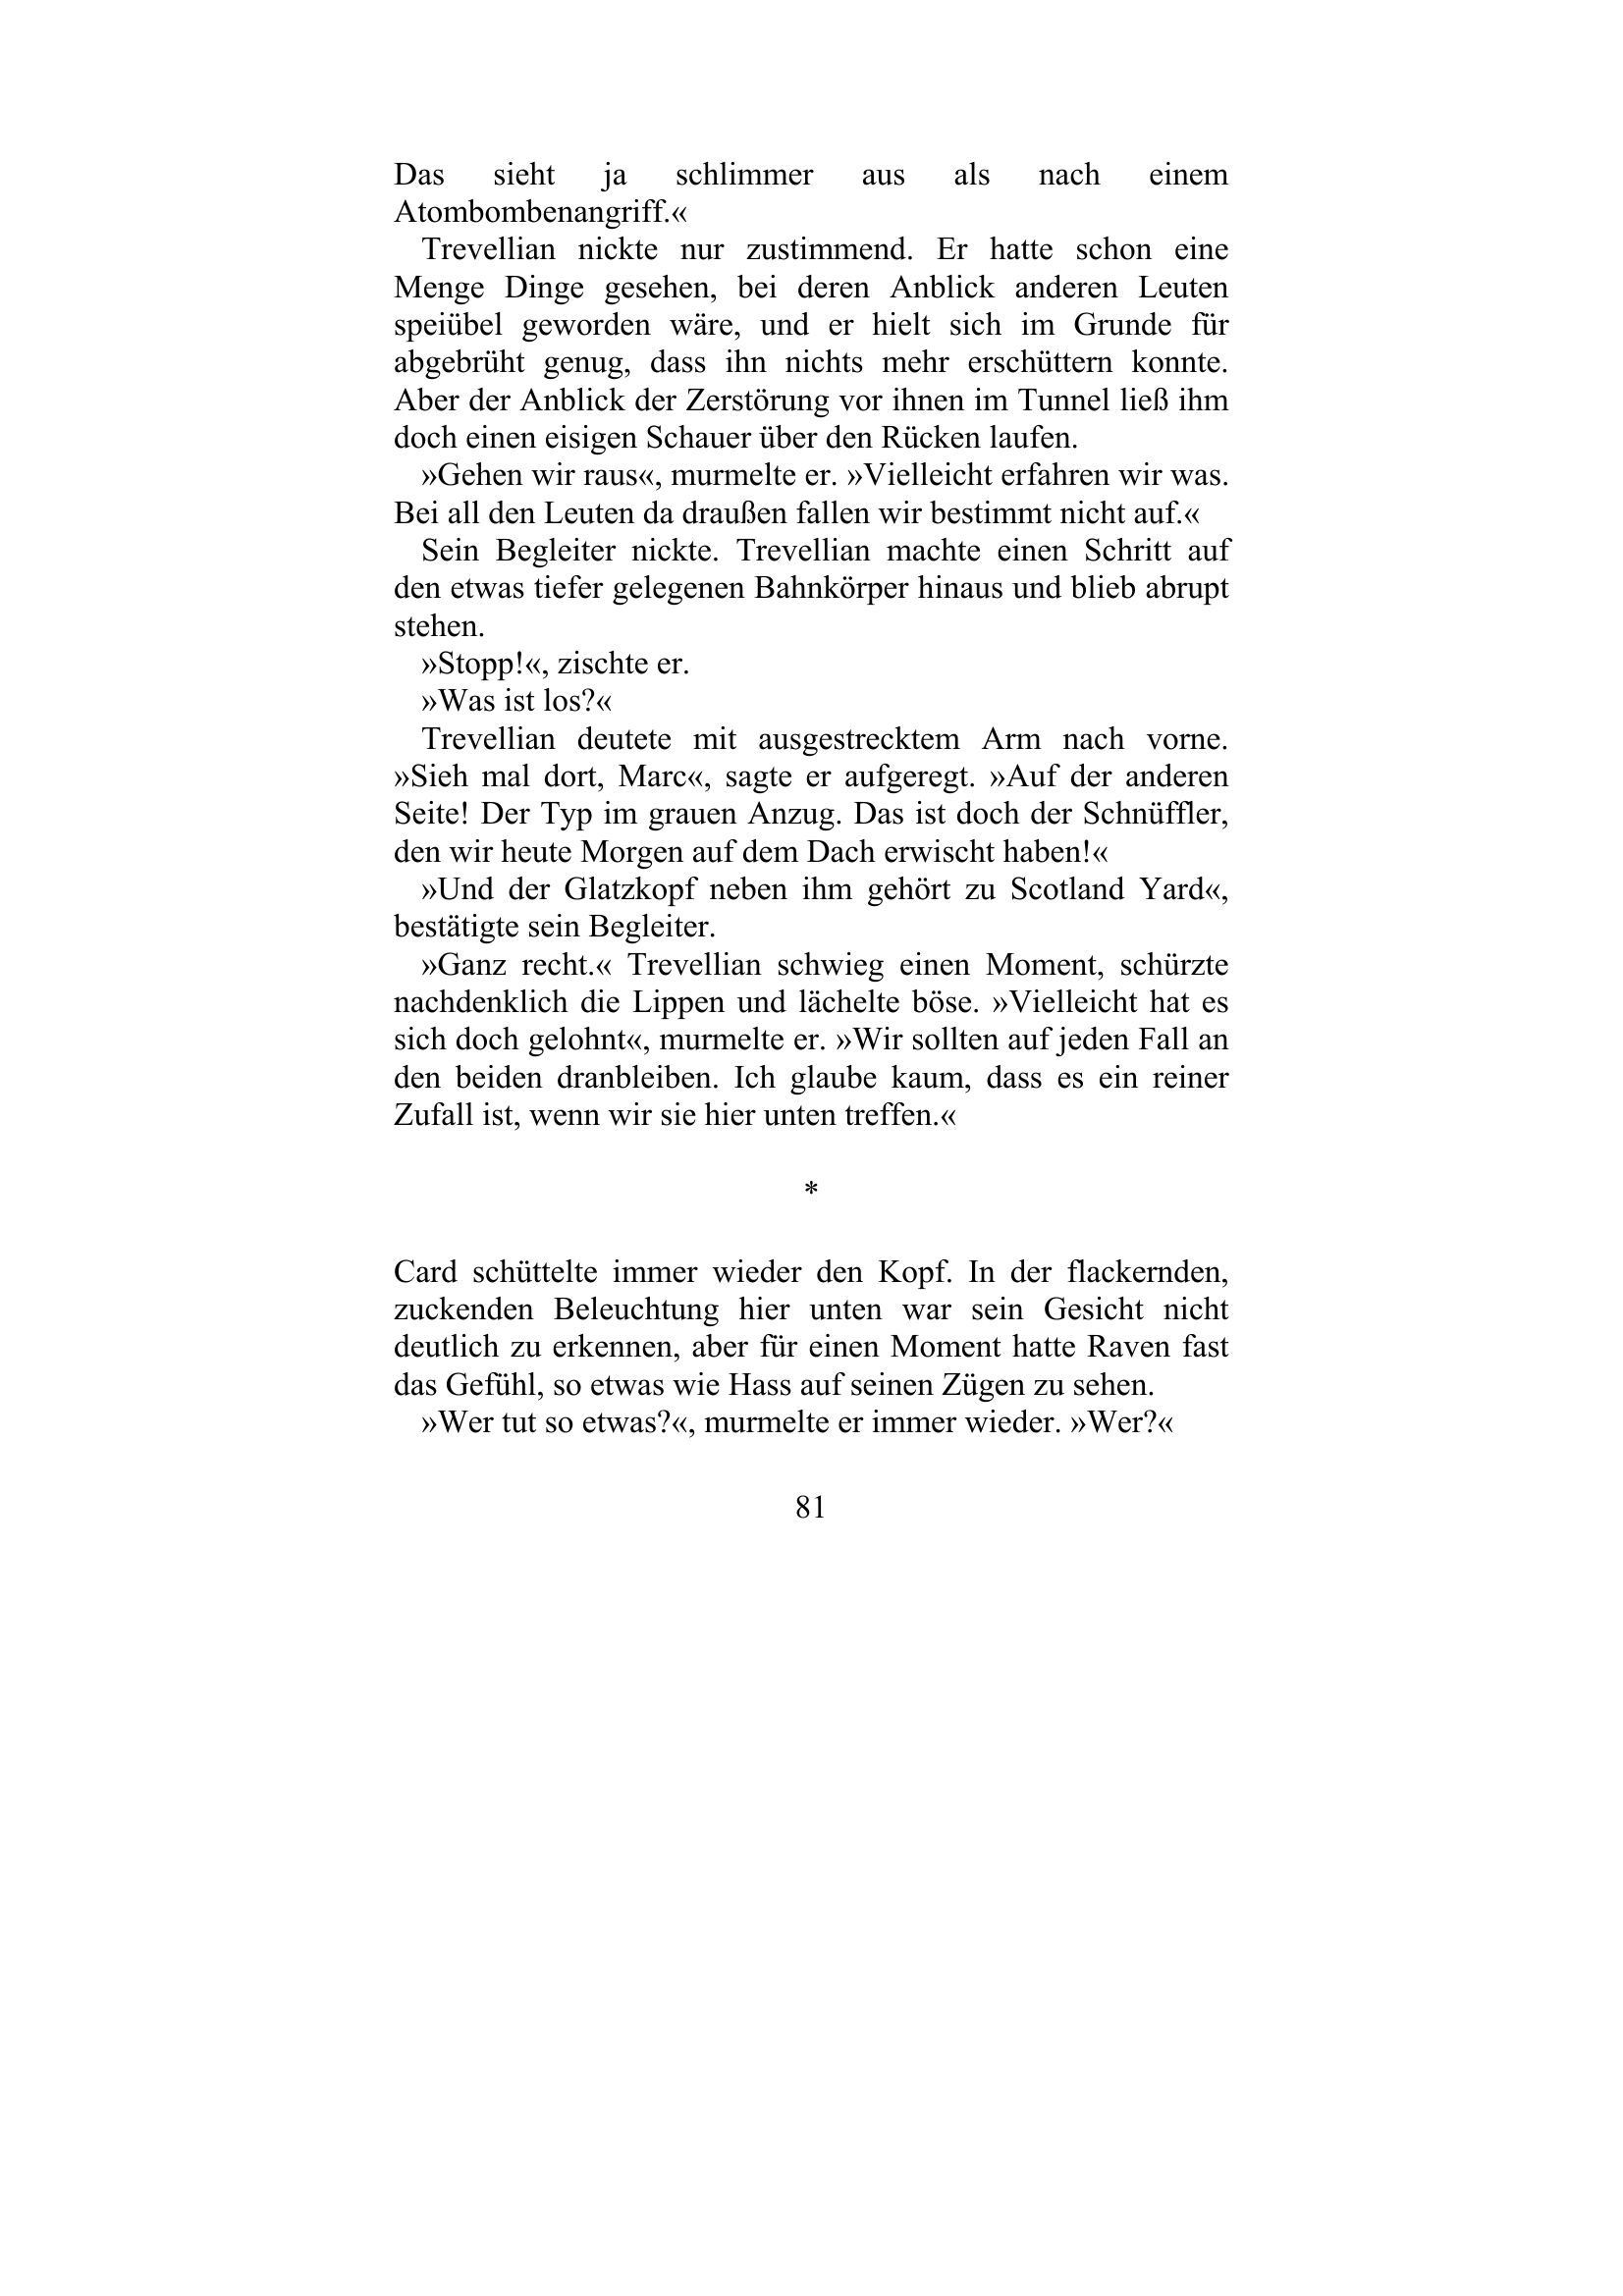 Das sieht ja schlimmer aus als nach einem
Atombombenangriff.«
Trevellian nickte nur zustimmend. Er hatte schon eine
Menge Dinge gesehen, bei deren Anblick anderen Leuten
speiübel geworden wäre, und er hielt sich im Grunde für
abgebrüht genug, dass ihn nichts mehr erschüttern konnte.
Aber der Anblick der Zerstörung vor ihnen im Tunnel ließ ihm
doch einen eisigen Schauer über den Rücken laufen.
»Gehen wir raus«, murmelte er. »Vielleicht erfahren wir was.
Bei all den Leuten da draußen fallen wir bestimmt nicht auf.«
Sein Begleiter nickte. Trevellian machte einen Schritt auf
den etwas tiefer gelegenen Bahnkörper hinaus und blieb abrupt
stehen.
»Stopp!«, zischte er.
»Was ist los?«
Trevellian deutete mit ausgestrecktem Arm nach vorne.
»Sieh mal dort, Marc«, sagte er aufgeregt. »Auf der anderen
Seite! Der Typ im grauen Anzug. Das ist doch der Schnüffler,
den wir heute Morgen auf dem Dach erwischt haben!«
»Und der Glatzkopf neben ihm gehört zu Scotland Yard«,
bestätigte sein Begleiter.
»Ganz recht.« Trevellian schwieg einen Moment, schürzte
nachdenklich die Lippen und lächelte böse. »Vielleicht hat es
sich doch gelohnt«, murmelte er. »Wir sollten auf jeden Fall an
den beiden dranbleiben. Ich glaube kaum, dass es ein reiner
Zufall ist, wenn wir sie hier unten treffen.«
*
Card schüttelte immer wieder den Kopf. In der flackernden,
zuckenden Beleuchtung hier unten war sein Gesicht nicht
deutlich zu erkennen, aber für einen Moment hatte Raven fast
das Gefühl, so etwas wie Hass auf seinen Zügen zu sehen.
»Wer tut so etwas?«, murmelte er immer wieder. »Wer?«
81